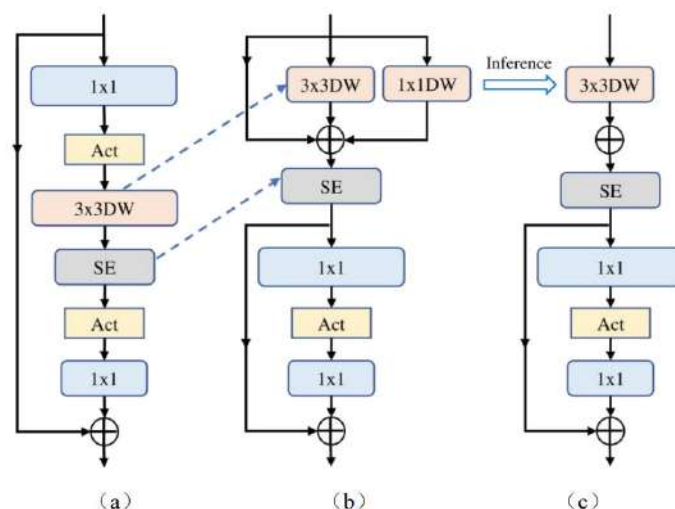 1x1
Act
3x3DW
SE
Act
1x1
(a)
3x3DW
1x1DW
SE
1x1
Act
1x1
(b)
Inference
3x3DW
SE
1x1
Act
1x1
(c)